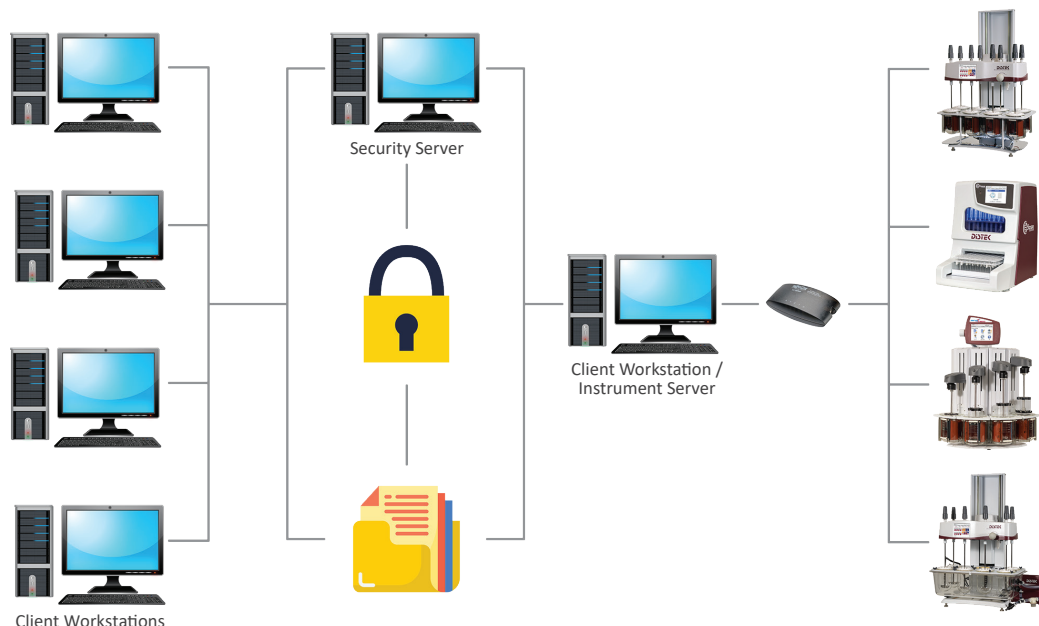 Security Server
Client Workstation /
Instrument Server
Client Workstations
DISTEK
DISTEK
DISTEK